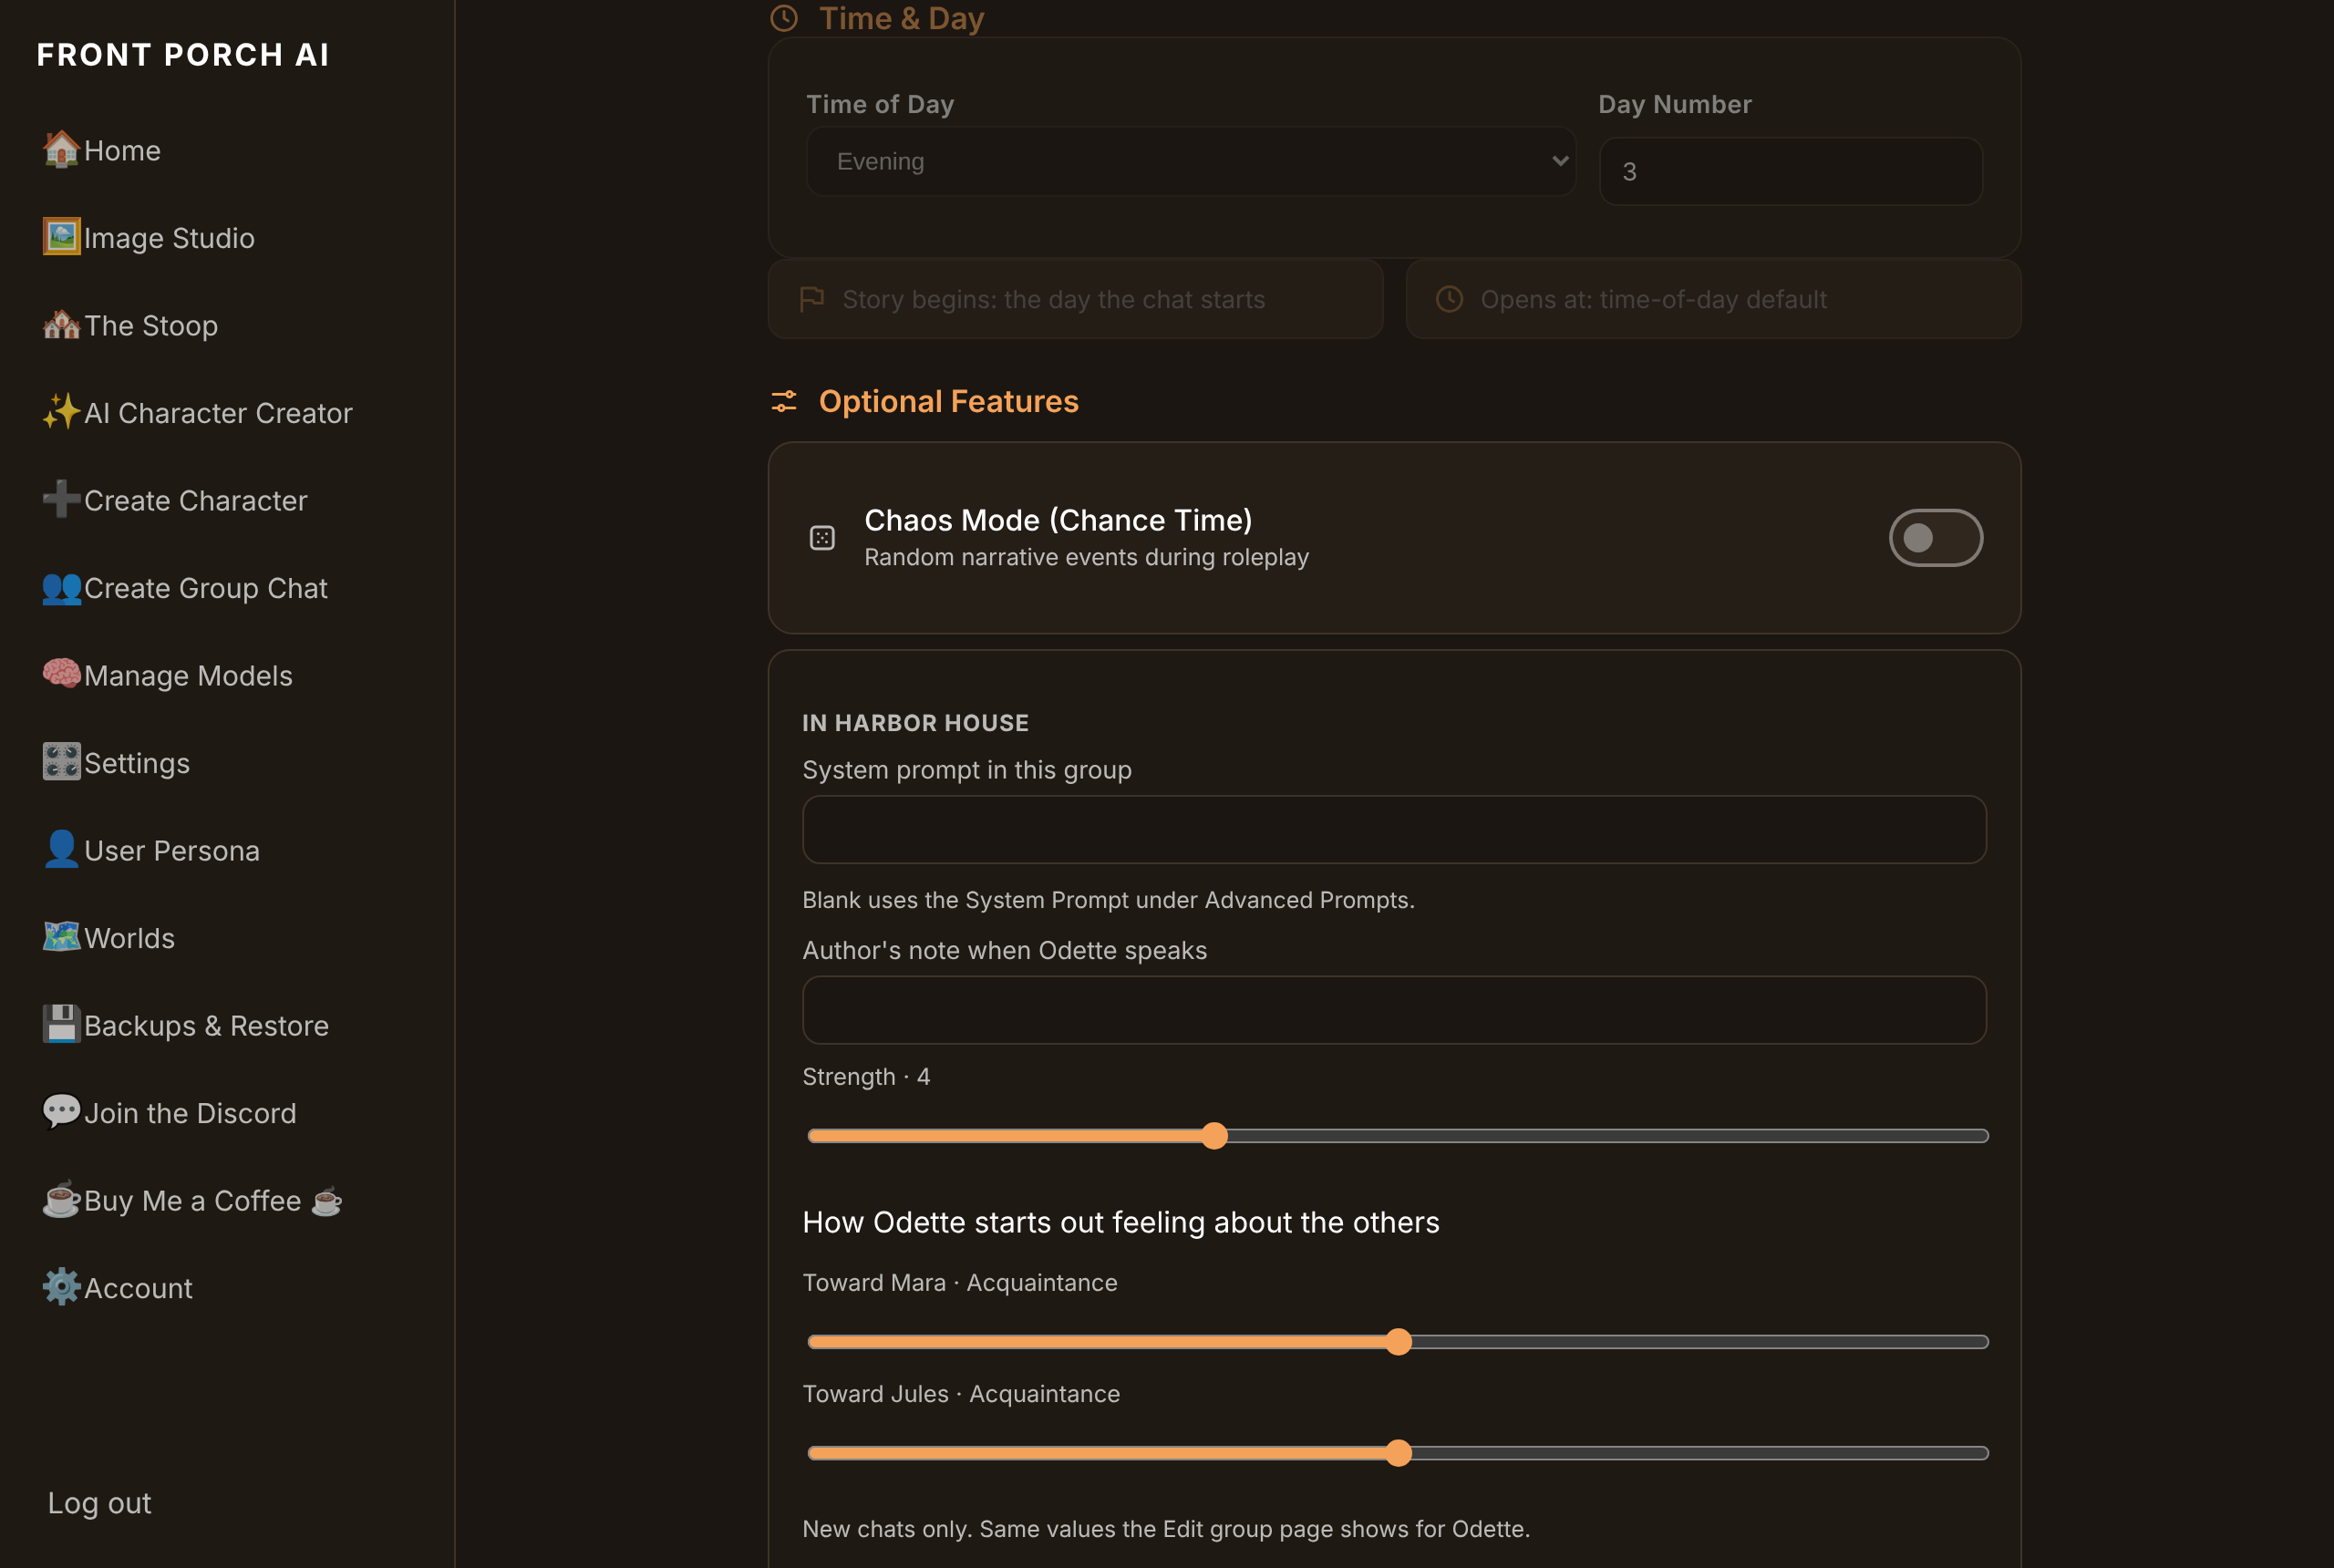 FRONT PORCH AI
Home
Image Studio
The Stoop
AI Character Creator
Create Character
Create Group Chat
Manage Models
Settings
User Persona
Worlds
Backups & Restore
Join the Discord
Buy Me a Coffee ☕
Account
Log out
Time & Day
Time of Day
Day Number
Evening
3
Story begins: the day the chat starts
Opens at: time-of-day default
Optional Features
Chaos Mode (Chance Time)
Random narrative events during roleplay
IN HARBOR HOUSE
System prompt in this group
Blank uses the System Prompt under Advanced Prompts.
Author's note when Odette speaks
Strength · 4
How Odette starts out feeling about the others
Toward Mara · Acquaintance
Toward Jules · Acquaintance
New chats only. Same values the Edit group page shows for Odette.